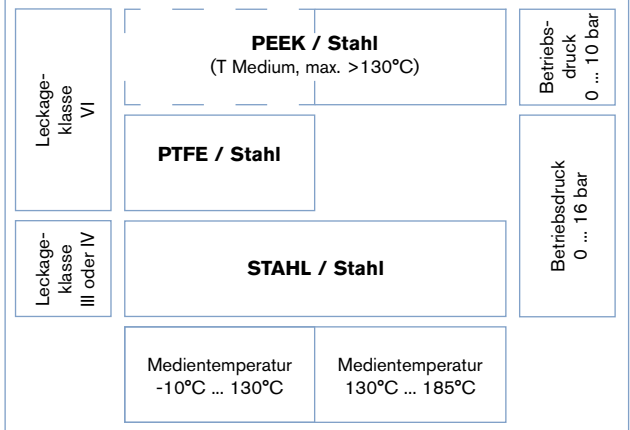 Leckage-
klasse
VI
PEEK / Stahl
(T Medium, max. >130°C)
Betriebs-
druck
0 ... 10 bar
PTFE / Stahl
Betriebsdruck
0 ... 16 bar
Leckage-
klasse
III oder IV
STAHL / Stahl
Medientemperatur
-10°C ... 130°C
Medientemperatur
130°C ... 185°C